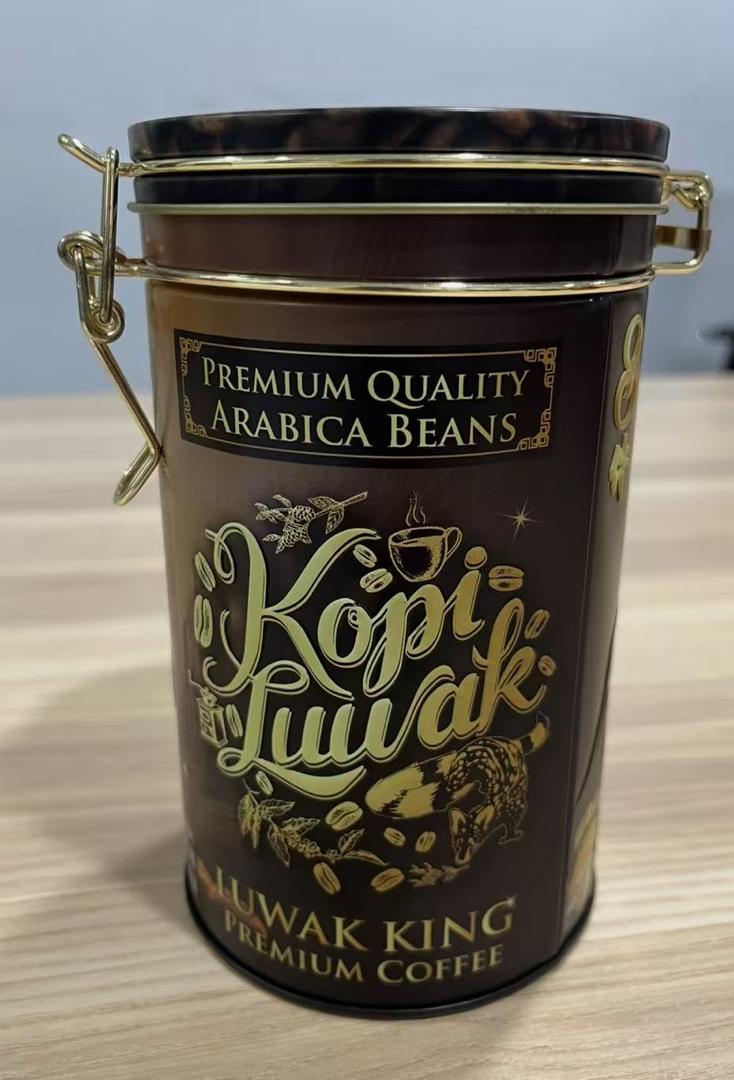 PREMIUM QUALITY
ARABICA BEANS
Kopi
Luwak
LUWAK KING
PREMIUM COFFEE